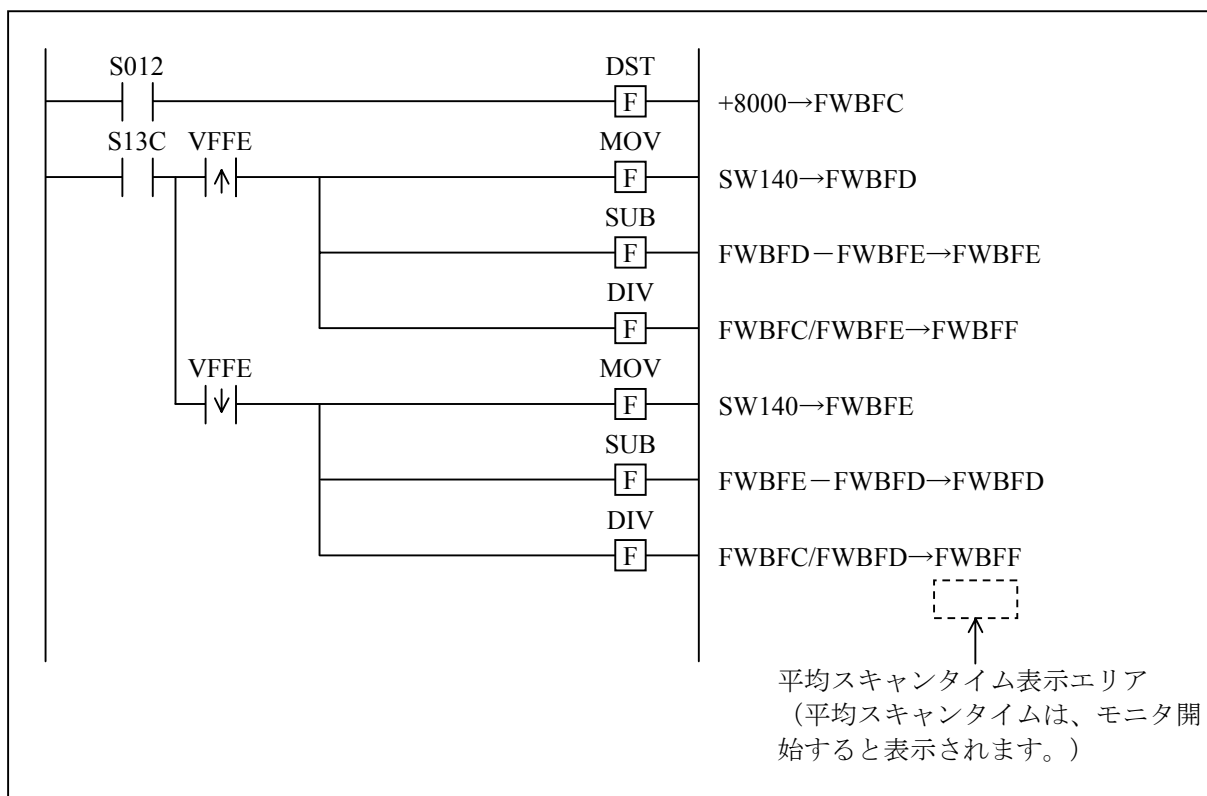 S012 DST
F +8000→FWBFC
S13C VFFE MOV
F SW140→FWBFD
SUB
F FWBFD－FWBFE→FWBFE
DIV
F FWBFC/FWBFE→FWBFF
VFFE MOV
F SW140→FWBFE
SUB
F FWBFE－FWBFD→FWBFD
DIV
F FWBFC/FWBFD→FWBFF
平均スキャンタイム表示エリア
（平均スキャンタイムは、モニタ開
始すると表示されます。）